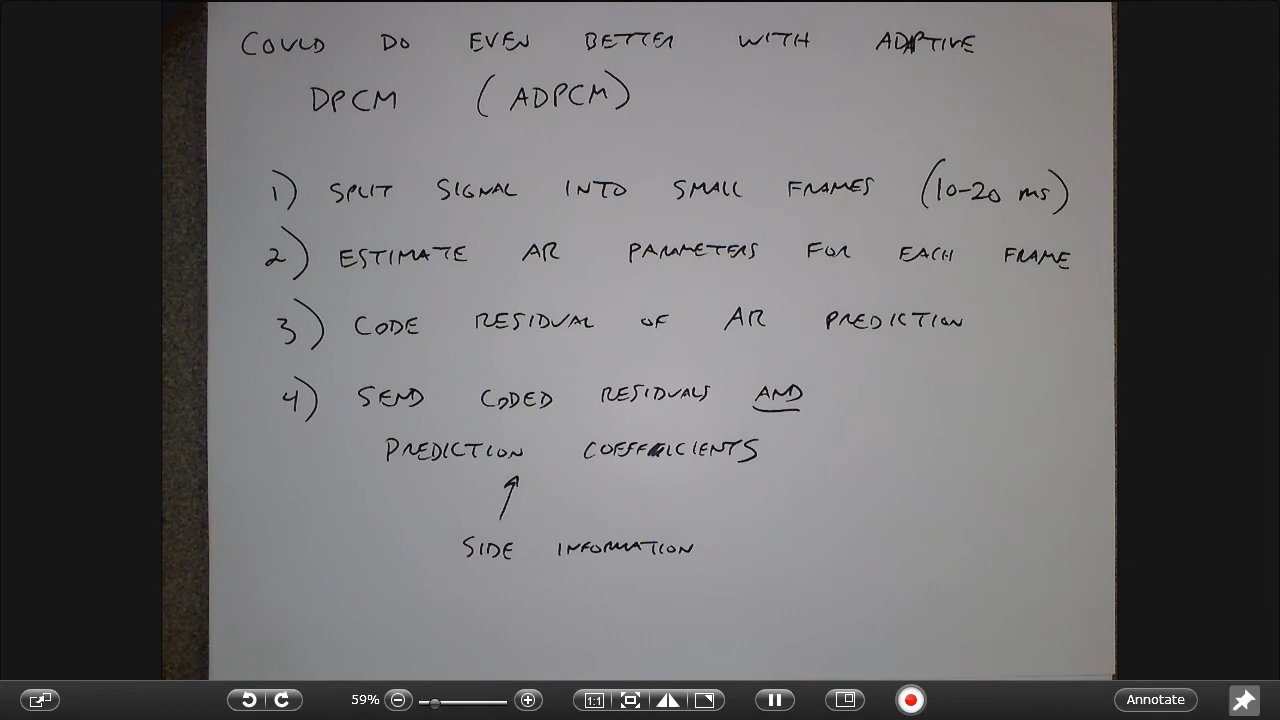 COULD DO EVEN BETTER WITH ADAPTIVE
DPCM (ADPCM)
1) SPLIT SIGNAL INTO SMALL FRAMES (10-20 ms)
2) ESTIMATE AR PARAMETERS FOR EACH FRAME
3) CODE RESIDUAL OF AR PREDICTION
4) SEND CODED RESIDUALS AND
PREDICTION COEFFICIENTS
SIDE INFORMATION
59%
1:1
Annotate